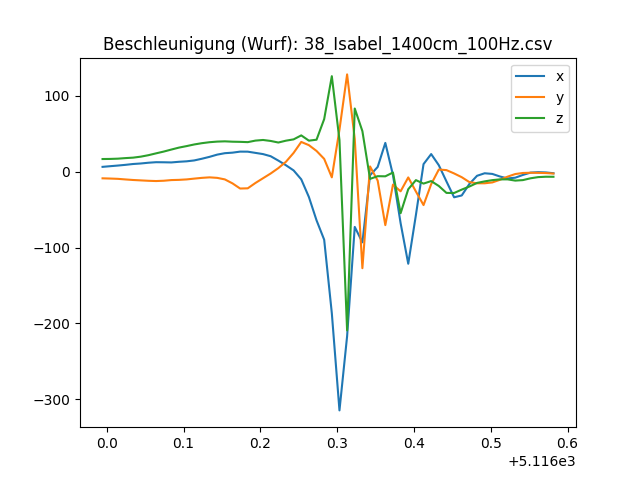 Beschleunigung (Wurf): 38_Isabel_1400cm_100Hz.csv
x
y
z
100
0
−100
−200
−300
0.0 0.1 0.2 0.3 0.4 0.5 0.6
+5.116e3